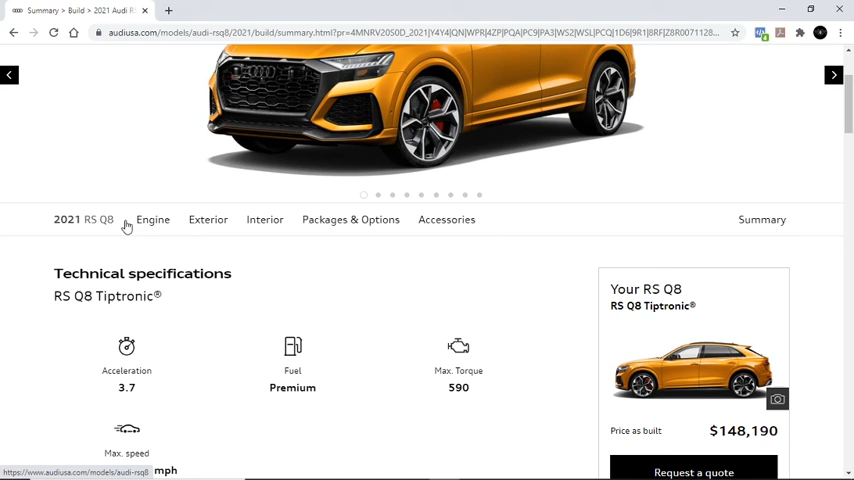 Summary > Build > 2021 Audi RS
audiusa.com/models/audi-rsq8/2021/build/summary.html?pr=4MNRV20S0D_2021|Y4Y4|QN|WPR|4ZP|PQA|PC9|PA3|WS2|WSL|PCQ|1D6|9R1|8RF|Z8R0071128...
2021 RS Q8
Engine
Exterior
Interior
Packages & Options
Accessories
Summary
Technical specifications
RS Q8 Tiptronic®
Acceleration
3.7
Fuel
Premium
Max. Torque
590
Max. speed
mph
Your RS Q8
RS Q8 Tiptronic®
Price as built
$148,190
Request a quote
https://www.audiusa.com/models/audi-rsq8